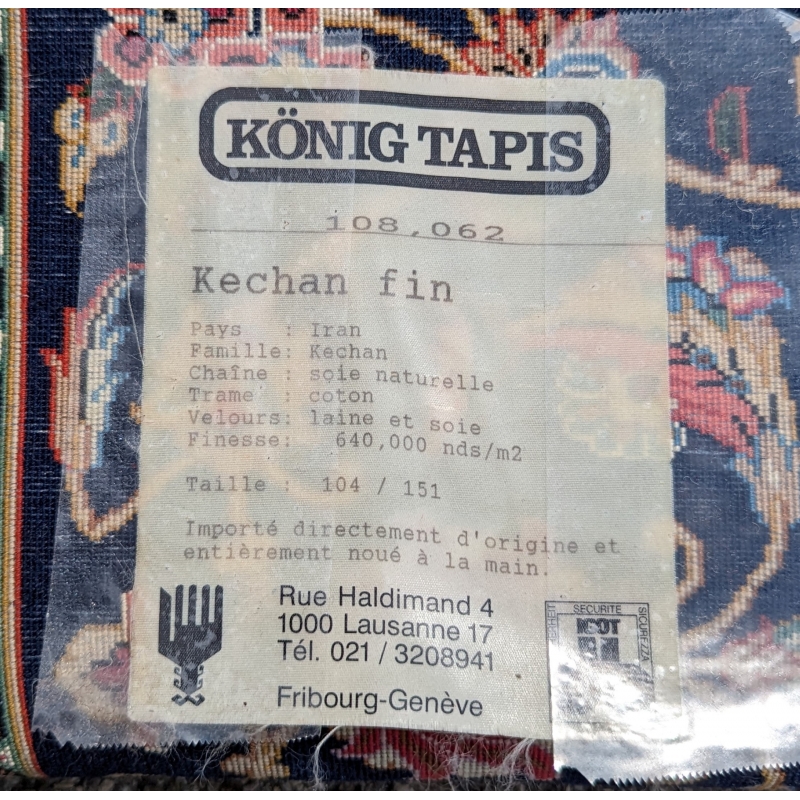 KÖNIG TAPIS
108,062
Kechan fin
Pays : Iran
Famille: Kechan
Chaîne : soie naturelle
Trame : coton
Velours: laine et soie
Finesse: 640,000 nds/m2
Taille : 104 / 151
Importé directement d'origine et
entièrement noué à la main.
Rue Haldimand 4
1000 Lausanne 17
Tél. 021 / 3208941
Fribourg-Genève
SECURITE
SICUREZZA